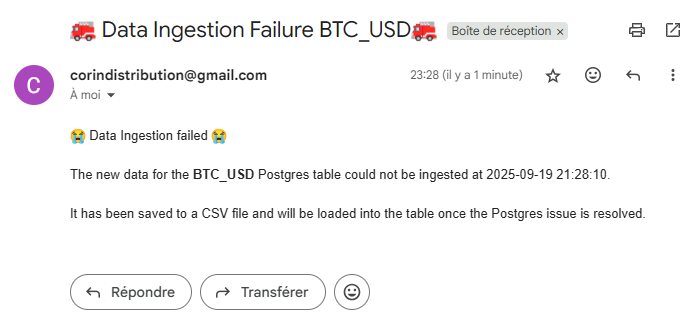 🚒 Data Ingestion Failure BTC_USD🚒 Boîte de réception ×
corindistribution@gmail.com 23:28 (il y a 1 minute)
C
À moi
😭 Data Ingestion failed 😭
The new data for the BTC_USD Postgres table could not be ingested at 2025-09-19 21:28:10.
It has been saved to a CSV file and will be loaded into the table once the Postgres issue is resolved.
Répondre Transférer